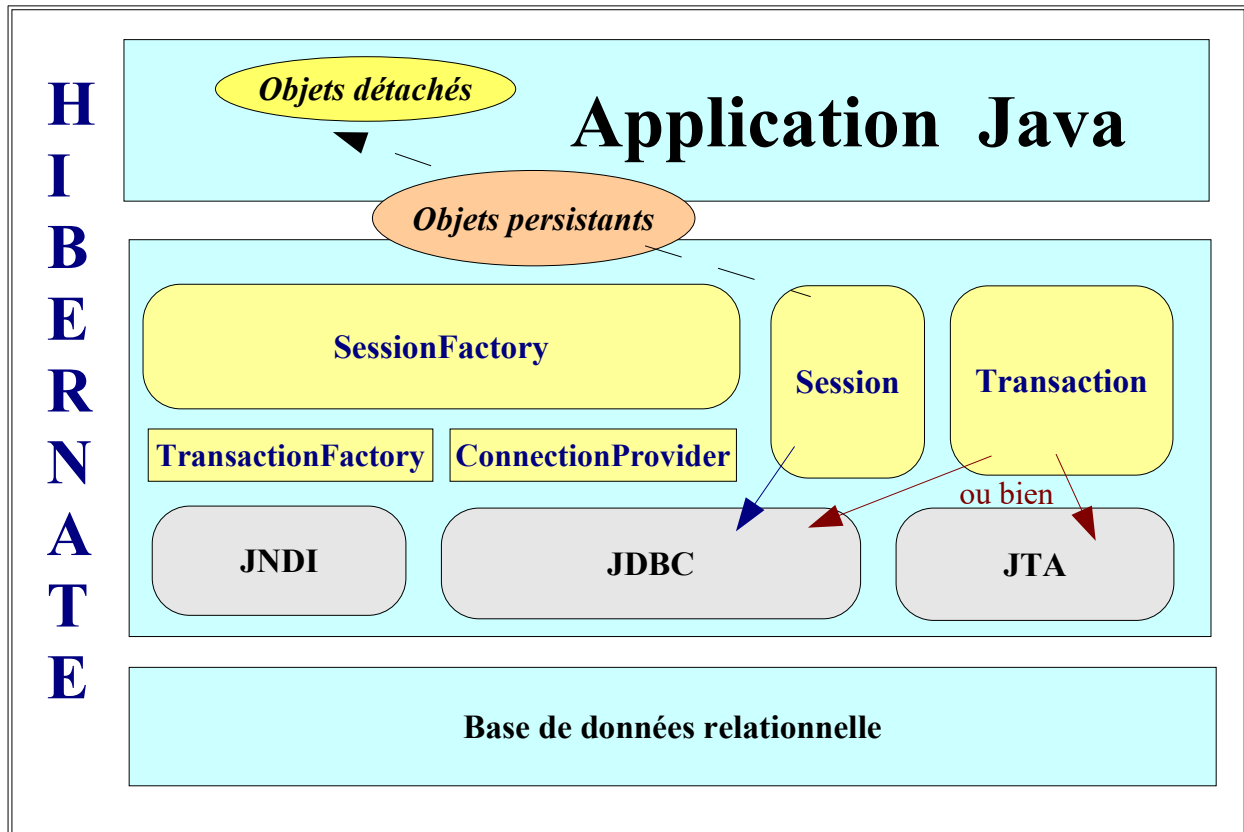 HIBERNATE
Objets détachés
Application Java
Objets persistants
SessionFactory
Session
Transaction
TransactionFactory
ConnectionProvider
ou bien
JNDI
JDBC
JTA
Base de données relationnelle